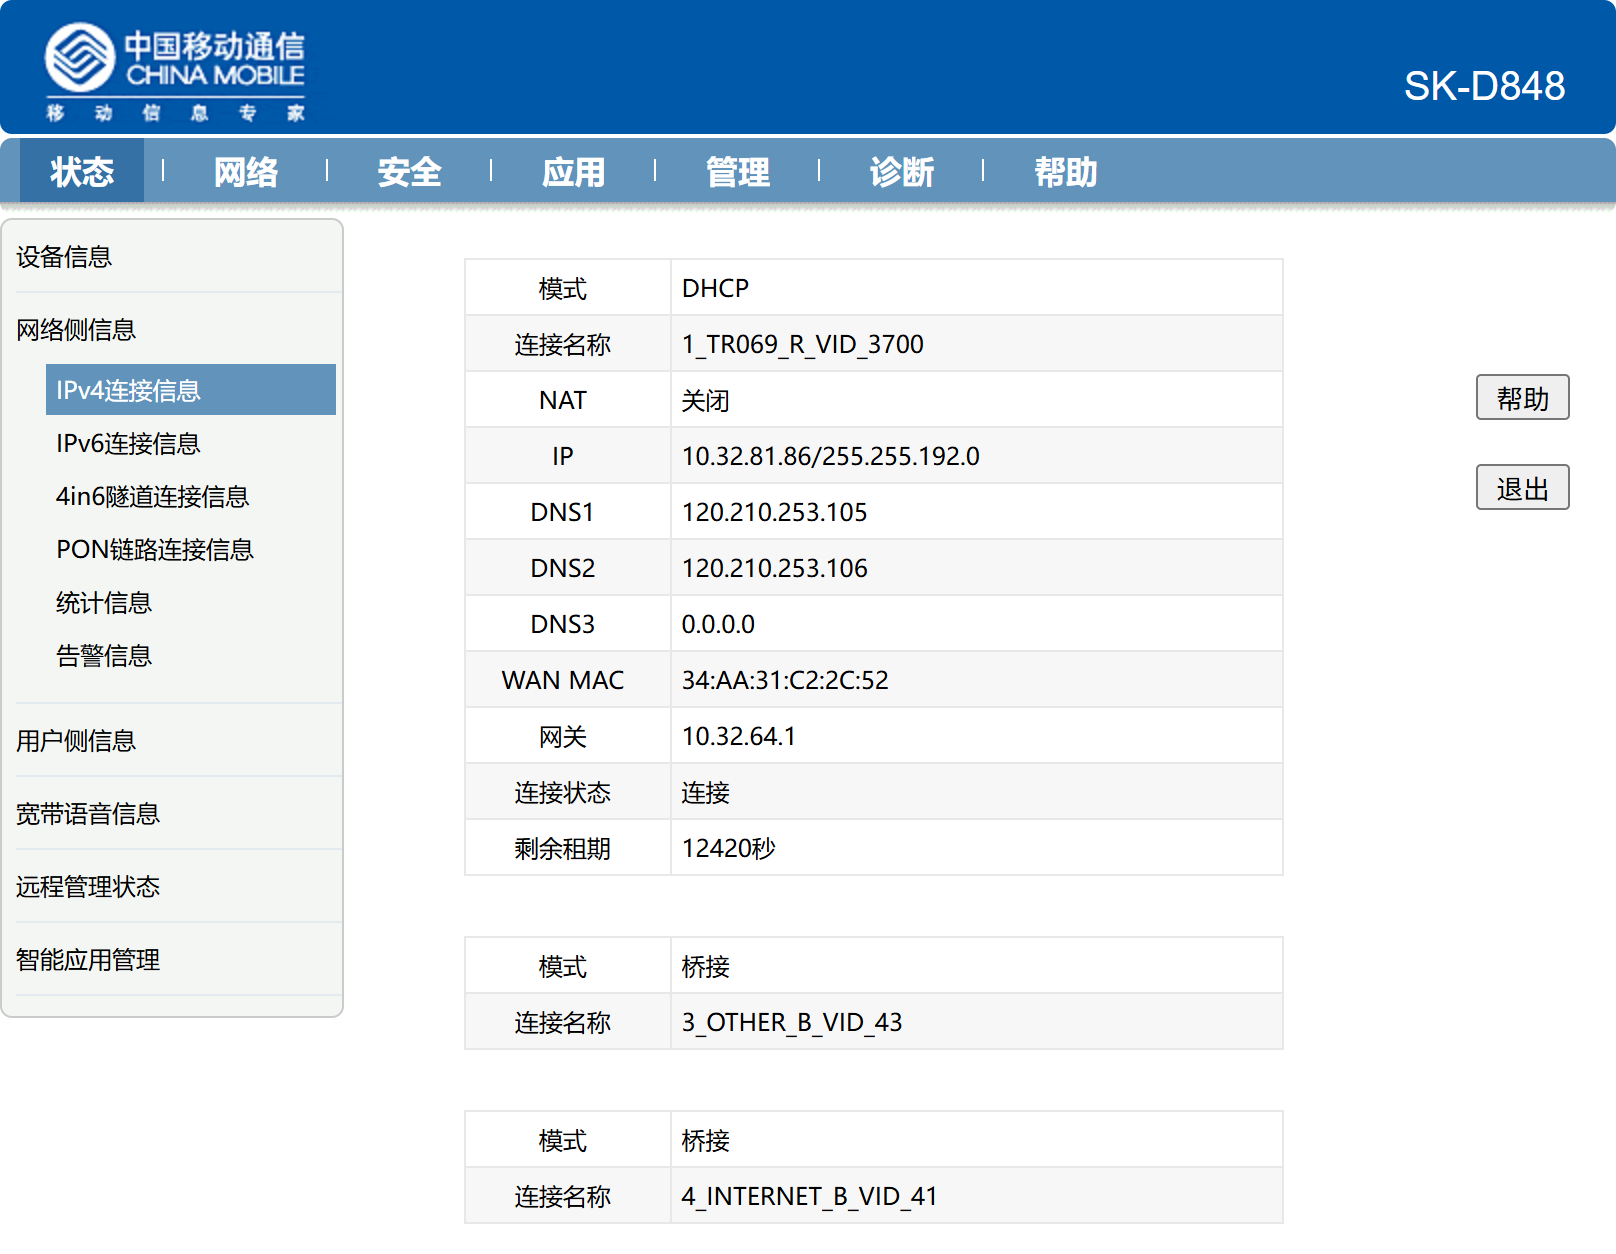 中国移动通信
CHINA MOBILE
移动信息专家
SK-D848
状态 网络 安全 应用 管理 诊断 帮助
设备信息
网络侧信息
IPv4连接信息
IPv6连接信息
4in6隧道连接信息
PON链路连接信息
统计信息
告警信息
用户侧信息
宽带语音信息
远程管理状态
智能应用管理
模式 DHCP
连接名称 1_TR069_R_VID_3700
NAT 关闭
IP 10.32.81.86/255.255.192.0
DNS1 120.210.253.105
DNS2 120.210.253.106
DNS3 0.0.0.0
WAN MAC 34:AA:31:C2:2C:52
网关 10.32.64.1
连接状态 连接
剩余租期 12420秒
模式 桥接
连接名称 3_OTHER_B_VID_43
模式 桥接
连接名称 4_INTERNET_B_VID_41
帮助
退出